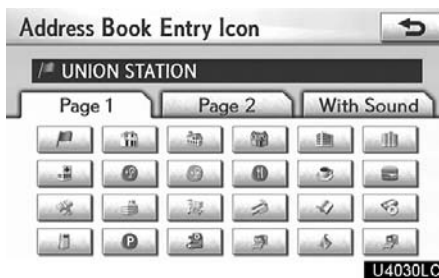 Address Book Entry Icon
UNION STATION
Page 1 Page 2 With Sound
P
U4030LC